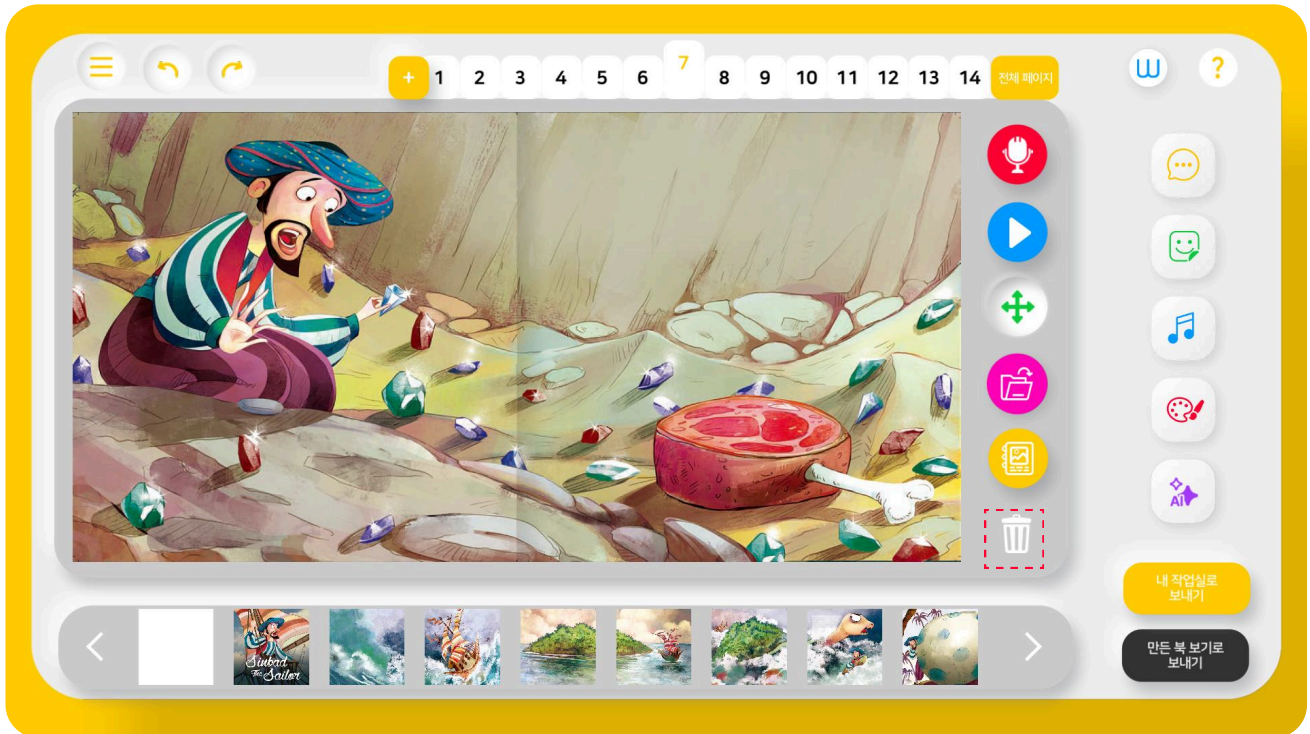 + 1 2 3 4 5 6 7 8 9 10 11 12 13 14 전체 페이지
W ?
AI
내 작업실로
보내기
Sinbad
The Sailor
만든 북 보기로
보내기